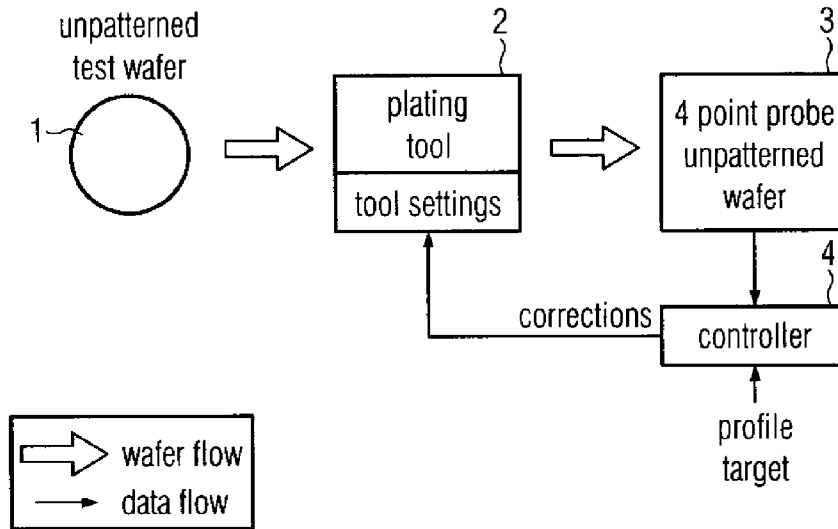 unpatterned
test wafer
1
2
plating
tool
tool settings
3
4 point probe
unpatterned
wafer
4
controller
corrections
profile
target
wafer flow
data flow